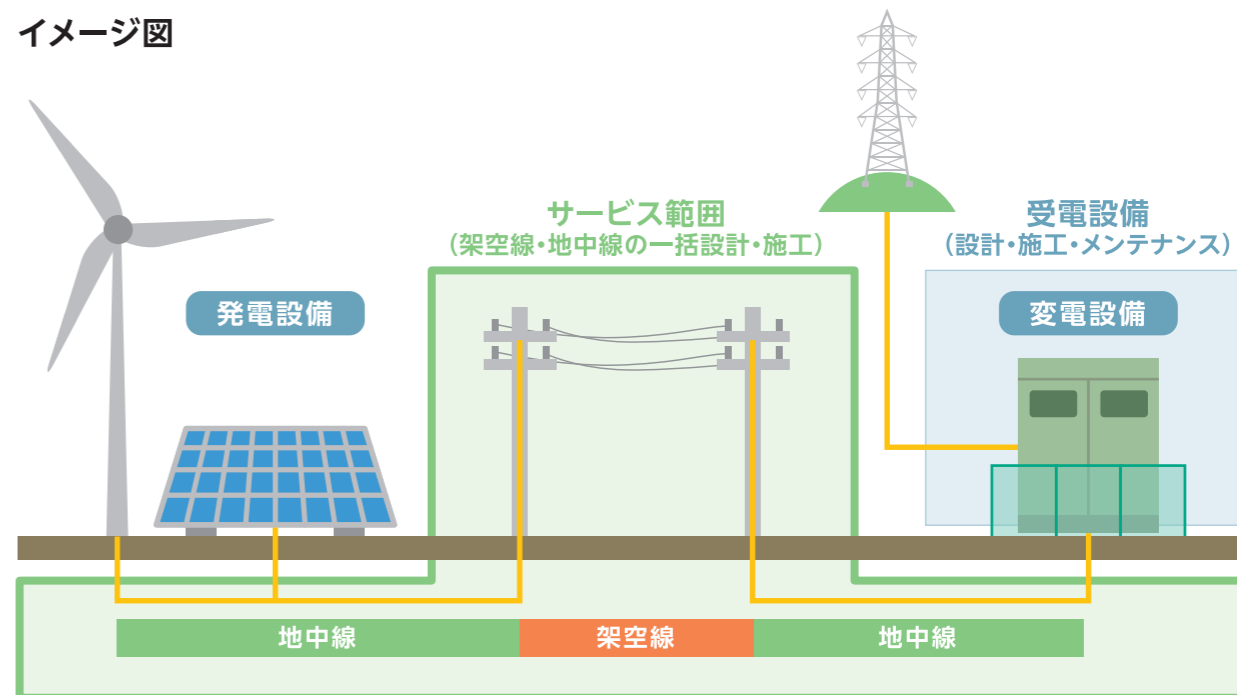 イメージ図
サービス範囲
（架空線・地中線の一括設計・施工）
受電設備
（設計・施工・メンテナンス）
発電設備
変電設備
地中線
架空線
地中線